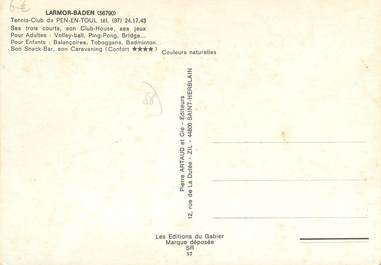 LARMOR-BADEN (56790)
Tennis-Club de PEN-EN-TOUL tél. (97) 24.17.43
Ses trois courts, son Club-House, ses jeux
Pour Adultes : Volley-ball, Ping-Pong, Bridge...
Pour Enfants : Balançoires, Toboggans, Badminton...
Son Snack-Bar, son Caravaning (Confort ★★★★)
Couleurs naturelles
Pierre ARTAUD et Cie - Editeurs
12, rue de La Dutée - Z.I.L - 44800 SAINT-HERBLAIN
Les Editions du Gabier
Marque déposée
SR